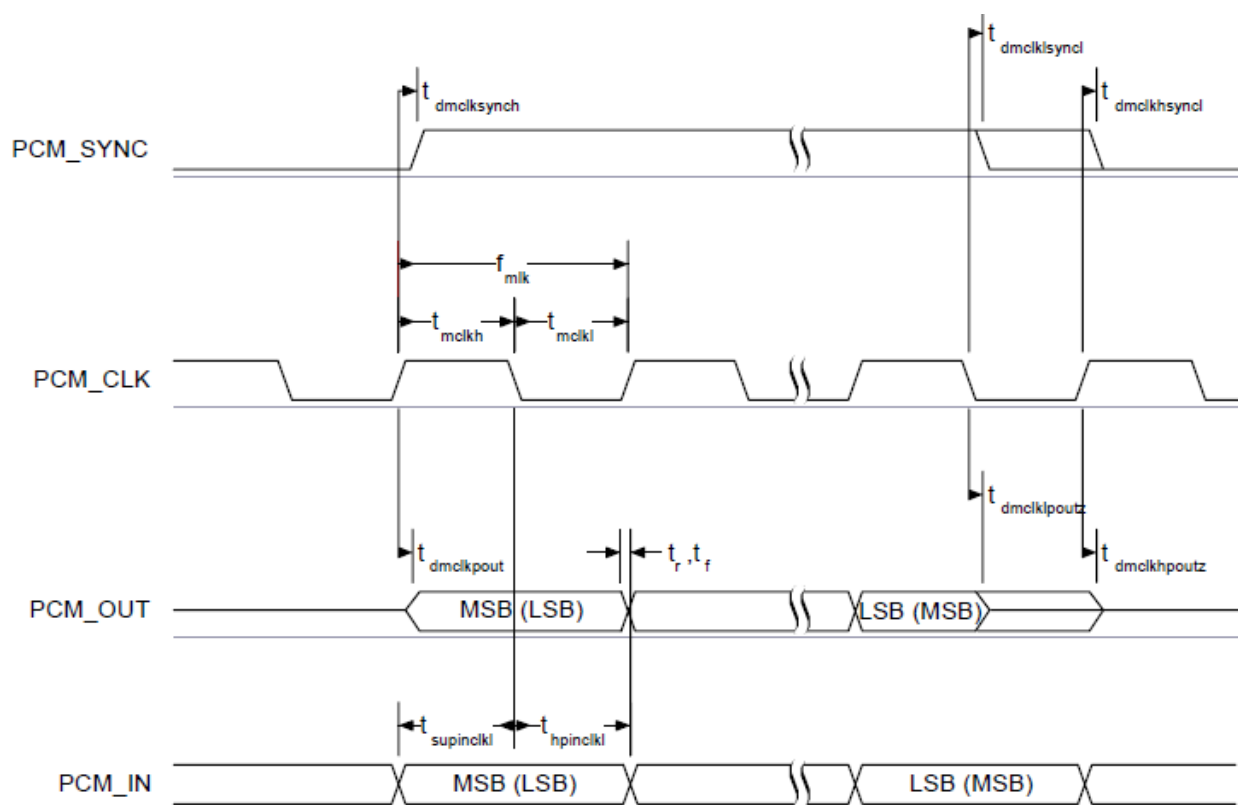 t dmclklsyncl
t dmclksynch
t dmclkhsyncl
PCM_SYNC
f mlk
t mclkh
t mclkl
PCM_CLK
t dmclklpoutz
t dmclkpout
t r ,t f
t dmclkhpoutz
PCM_OUT
MSB (LSB)
LSB (MSB)
t supinclkl
t hpinclkl
PCM_IN
MSB (LSB)
LSB (MSB)